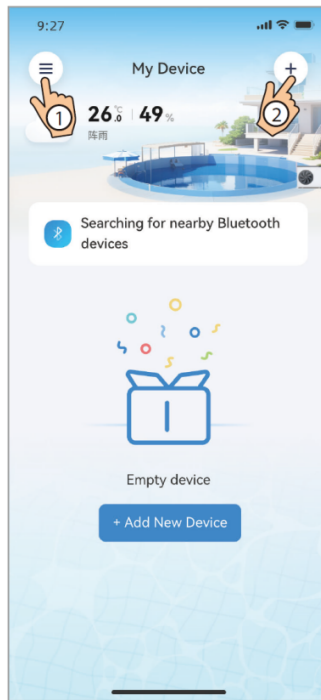 9:27
My Device
1
2
26.0 ℃ 49 %
阵雨
Searching for nearby Bluetooth
devices
Empty device
+ Add New Device